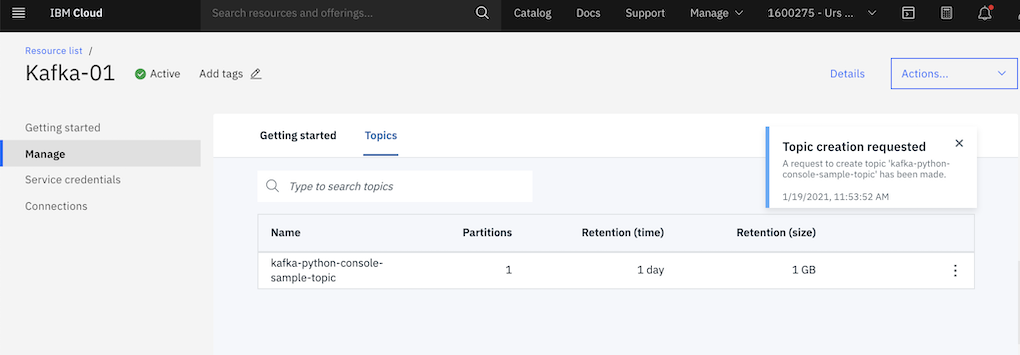 IBM Cloud
Search resources and offerings...
Catalog
Docs
Support
Manage
1600275 - Urs ...
Resource list /
Kafka-01
Active
Add tags
Details
Actions...
Getting started
Manage
Service credentials
Connections
Getting started
Topics
Topic creation requested
A request to create topic 'kafka-python-
console-sample-topic' has been made.
1/19/2021, 11:53:52 AM
Type to search topics
Name Partitions Retention (time) Retention (size)
kafka-python-console-
sample-topic
1 1 day 1 GB